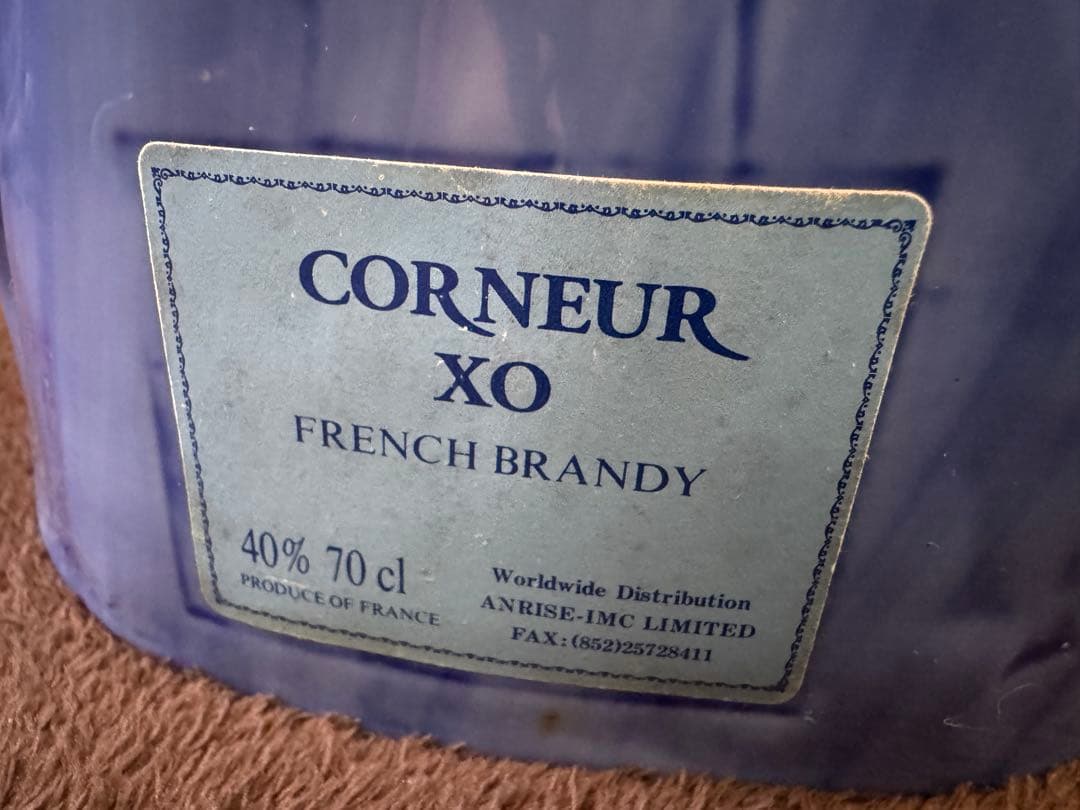 CORNEUR
XO
FRENCH BRANDY
40% 70 cl
PRODUCE OF FRANCE
Worldwide Distribution
ANRISE-IMC LIMITED
FAX:(852)25728411